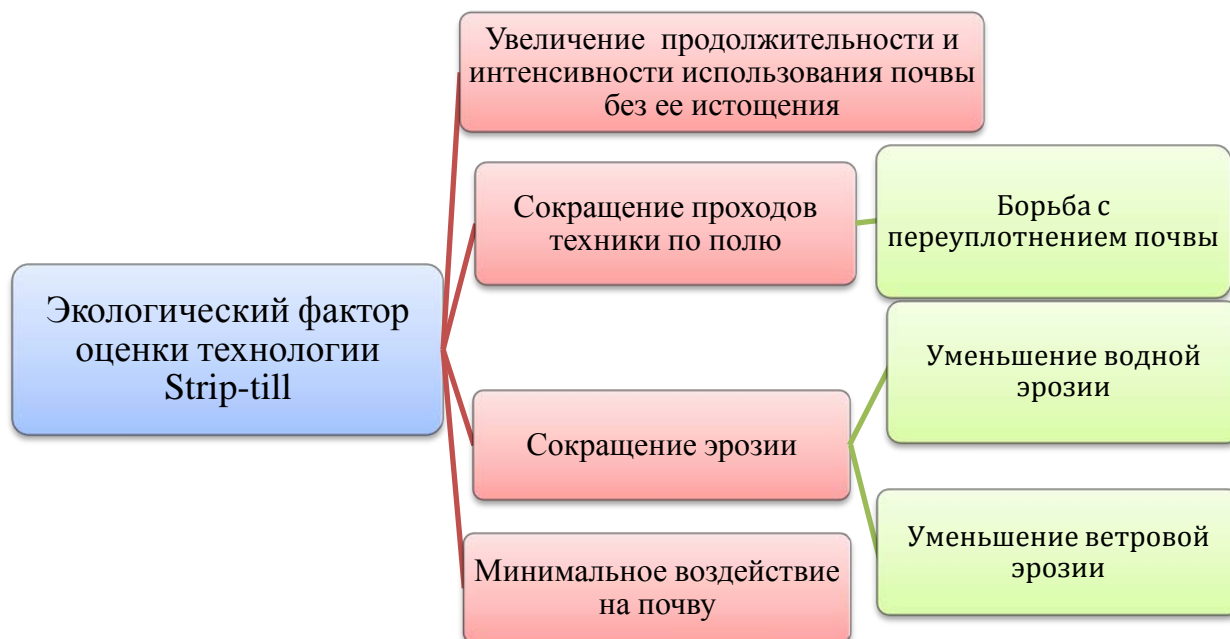 Увеличение продолжительности и
интенсивности использования почвы
без ее истощения
Сокращение проходов
техники по полю
Борьба с
переуплотнением почвы
Экологический фактор
оценки технологии
Strip-till
Уменьшение водной
эрозии
Сокращение эрозии
Уменьшение ветровой
эрозии
Минимальное воздействие
на почву